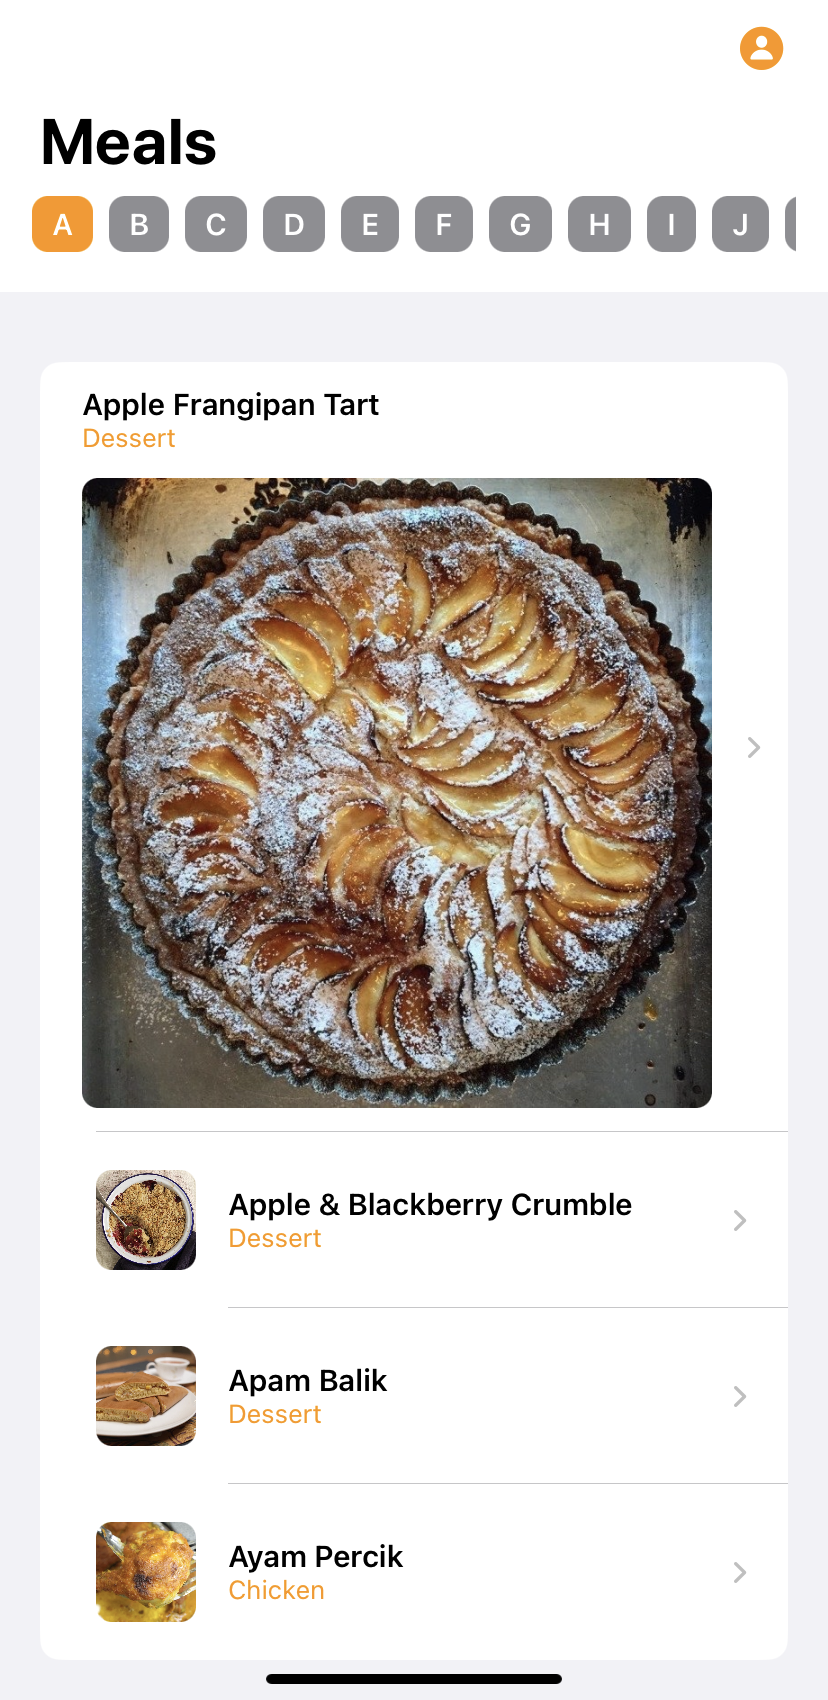 Meals
A B C D E F G H I J
Apple Frangipan Tart
Dessert
Apple & Blackberry Crumble
Dessert
Apam Balik
Dessert
Ayam Percik
Chicken